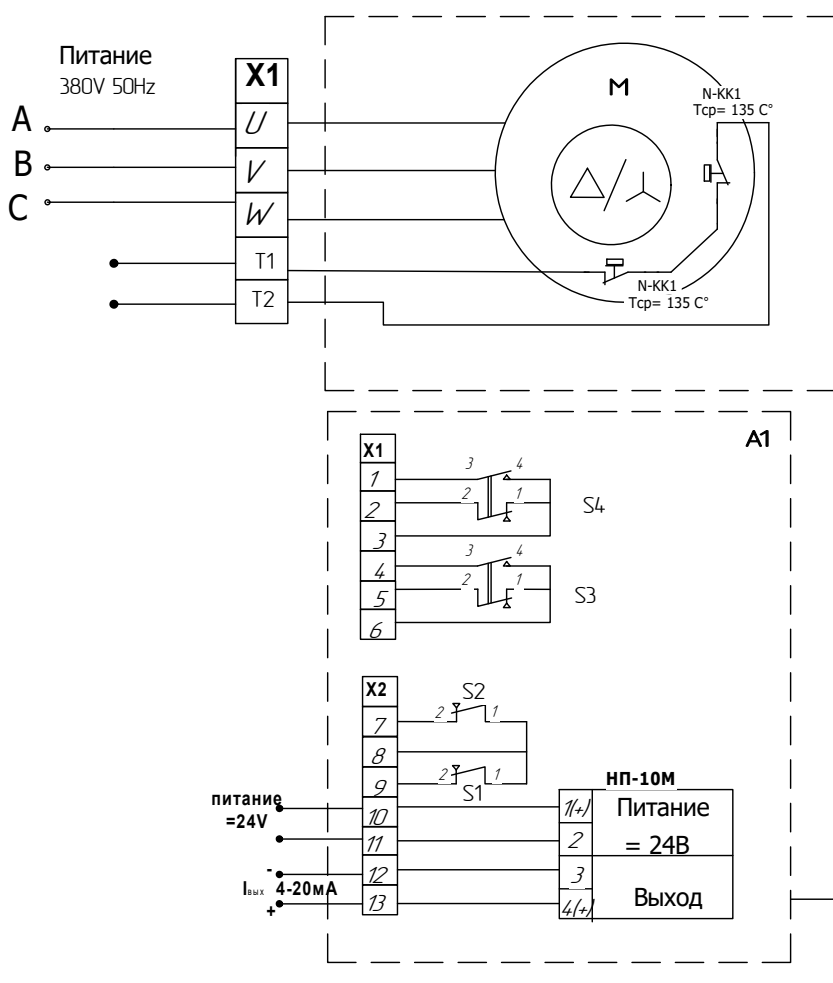 Питание
380V 50Hz
X1
A
U
B
V
C
W
T1
T2
M
N-KK1
Тср= 135 C°
N-KK1
Тср= 135 C°
A1
X1
1
2
3
4
5
6
3 4
2 1
S4
3 4
2 1
S3
X2
7
8
9
10
11
12
13
S2
2 1
2 1
S1
питание
=24V
-
Iвых 4-20мА
+
НП-10М
1(+)
2
3
4(+)
Питание
= 24В
Выход